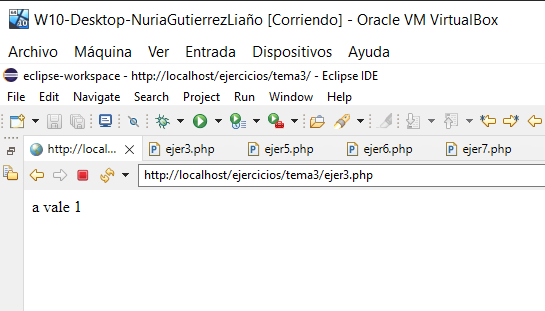 W10-Desktop-NuriaGutierrezLiaño [Corriendo] - Oracle VM VirtualBox
Archivo Máquina Ver Entrada Dispositivos Ayuda
eclipse-workspace - http://localhost/ejercicios/tema3/ - Eclipse IDE
File Edit Navigate Search Project Run Window Help
http://local... ejer3.php ejer5.php ejer6.php ejer7.php
http://localhost/ejercicios/tema3/ejer3.php
a vale 1